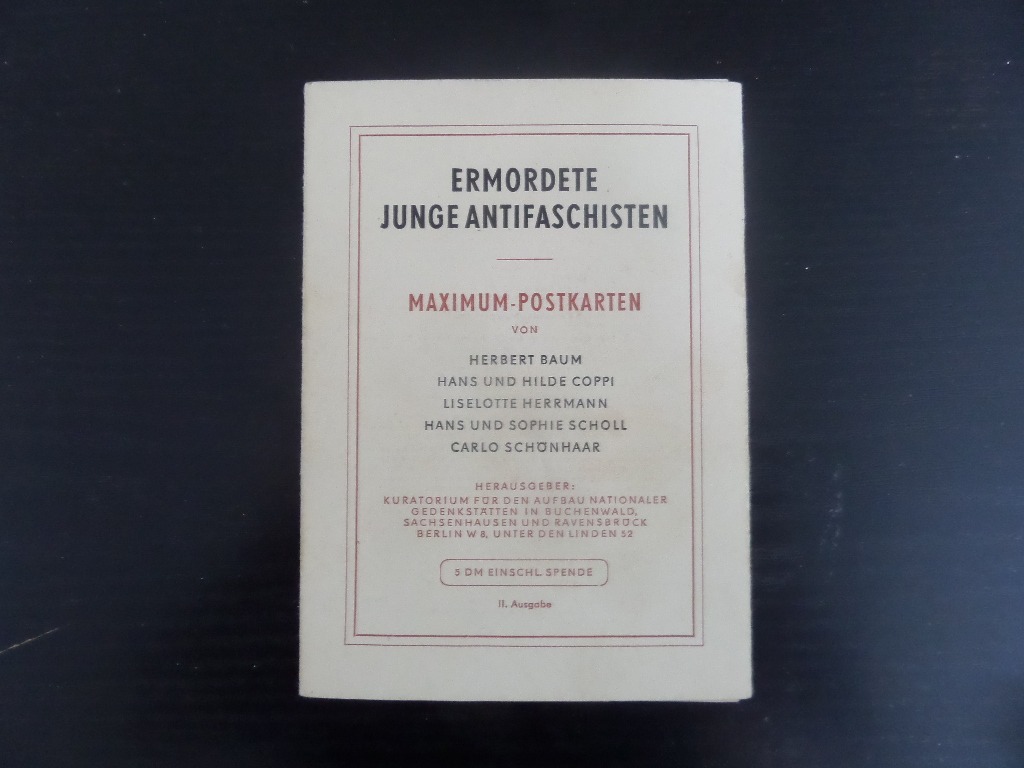 ERMORDETE
JUNGE ANTIFASCHISTEN
MAXIMUM-POSTKARTEN
VON
HERBERT BAUM
HANS UND HILDE COPPI
LISELOTTE HERRMANN
HANS UND SOPHIE SCHOLL
CARLO SCHÖNHAAR
HERAUSGEBER:
KURATORIUM FÜR DEN AUFBAU NATIONALER
GEDENKSTÄTTEN IN BUCHENWALD,
SACHSENHAUSEN UND RAVENSBRÜCK
BERLIN W 8, UNTER DEN LINDEN 52
5 DM EINSCHL. SPENDE
II. Ausgabe